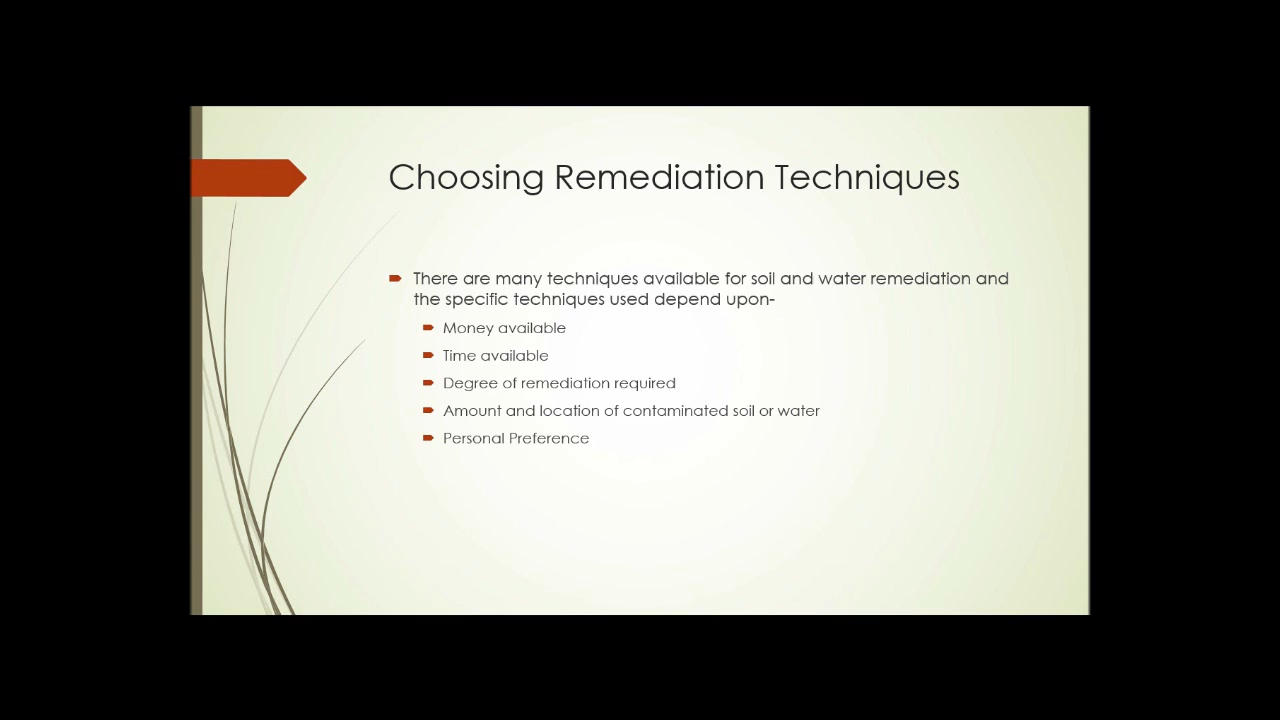 Choosing Remediation Techniques
There are many techniques available for soil and water remediation and
the specific techniques used depend upon-
Money available
Time available
Degree of remediation required
Amount and location of contaminated soil or water
Personal Preference